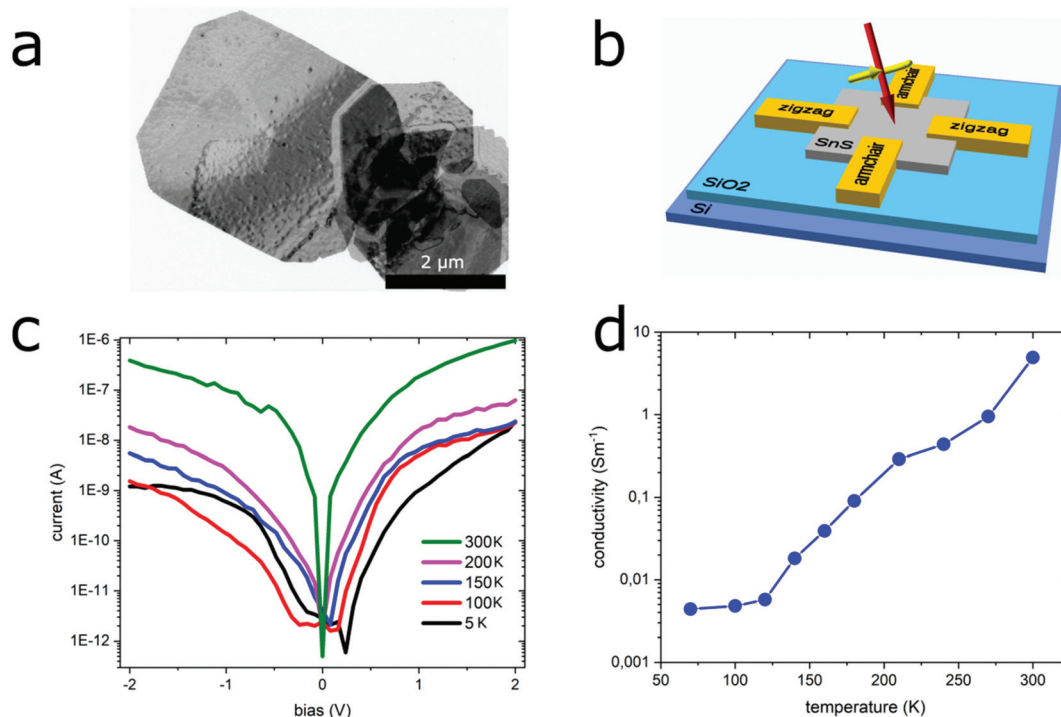 a
2 µm
b
armchair
zigzag
zigzag
SnS
armchair
SiO2
Si
c
1E-6
1E-7
1E-8
1E-9
1E-10
1E-11
1E-12
current (A)
300K
200K
150K
100K
5 K
-2 -1 0 1 2
bias (V)
d
10
1
0,1
0,01
0,001
conductivity (Sm⁻¹)
50 100 150 200 250 300
temperature (K)